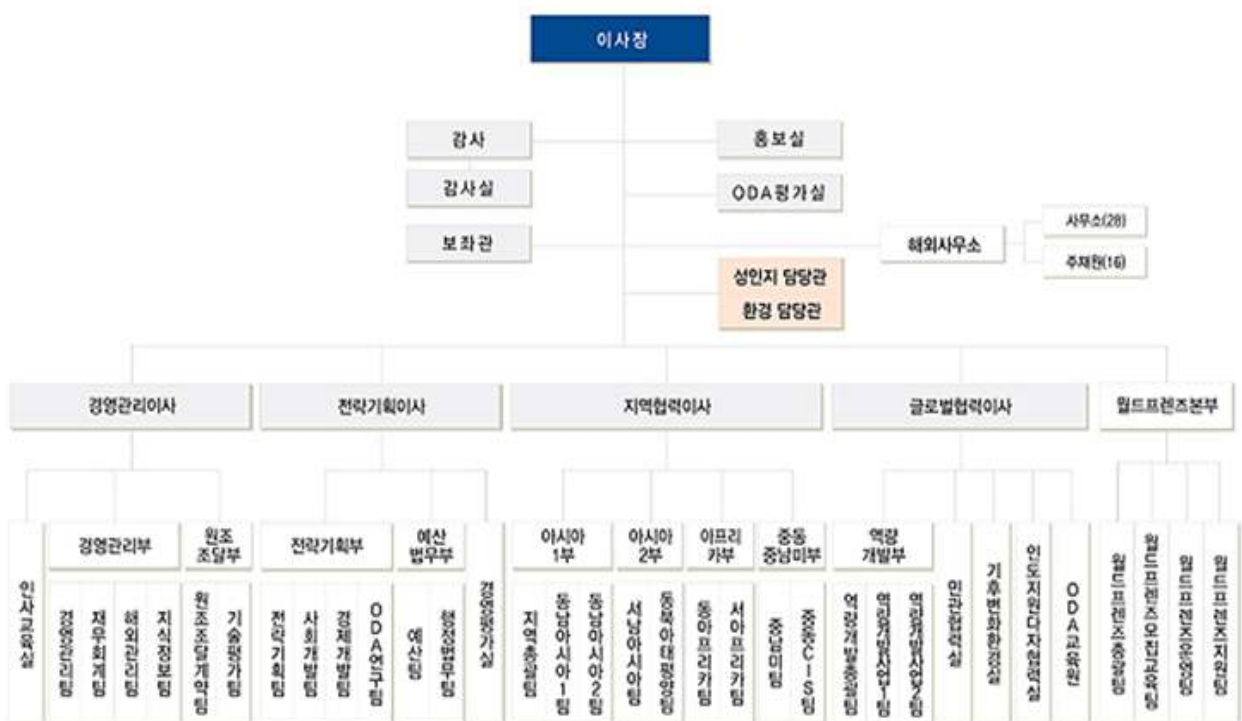 이사장
감사
홍보실
감사실
ODA평가실
보좌관
해외사무소
사무소(28)
주재원(16)
성인지 담당관
환경 담당관
경영관리이사
전략기획이사
지역협력이사
글로벌협력이사
월드프렌즈본부
인사교육실
경영관리부
경영관리팀
재무회계팀
해외관리팀
지식정보팀
원조
조달부
원조조달계약팀
기술평가팀
전략기획부
전략기획팀
사회개발팀
경제개발팀
ODA연구팀
예산
법무부
예산팀
행정법무팀
경영평가실
아시아
1부
지역총괄팀
동남아시아1팀
동남아시아2팀
아시아
2부
서남아시아팀
동북아태평양팀
아프리
카부
동아프리카팀
서아프리카팀
중동
중남미부
중남미팀
중동CIS팀
역량
개발부
역량개발총괄팀
역량개발사업1팀
역량개발사업2팀
민관협력실
기후변화환경실
인도지원다자협력실
ODA교육원
월드프렌즈총괄팀
월드프렌즈모집교육팀
월드프렌즈운영팀
월드프렌즈지원팀